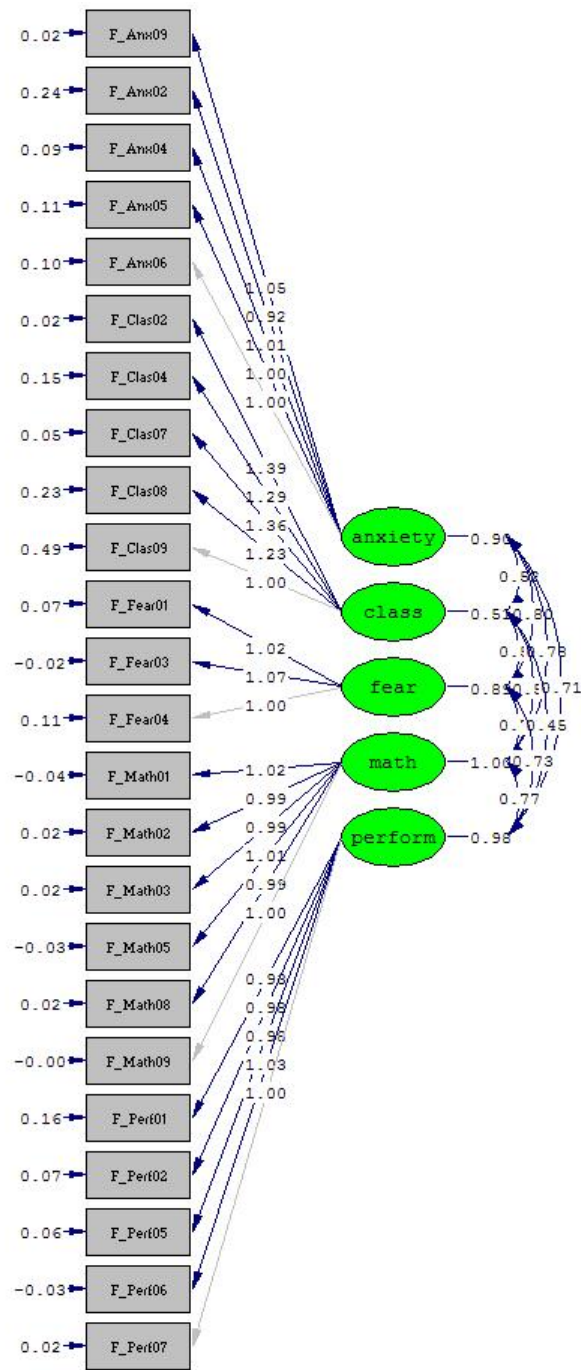 0.02 F_Anx09
0.24 F_Anx02
0.09 F_Anx04
0.11 F_Anx05
0.10 F_Anx06
1.05
0.92
1.01
1.00
1.00
0.02 F_Clas02
0.15 F_Clas04
0.05 F_Clas07
0.23 F_Clas08
0.49 F_Clas09
1.39
1.29
1.36
1.23
1.00
0.07 F_Fear01
-0.02 F_Fear03
0.11 F_Fear04
1.02
1.07
1.00
-0.04 F_Math01
0.02 F_Math02
0.02 F_Math03
-0.03 F_Math05
0.02 F_Math08
-0.00 F_Math09
1.02
0.99
0.99
1.01
0.99
1.00
0.16 F_Perf01
0.07 F_Perf02
0.06 F_Perf05
-0.03 F_Perf06
0.02 F_Perf07
1.03
1.00
anxiety
class
fear
math 1.00
perform 0.98
0.71
0.45
0.73
0.77